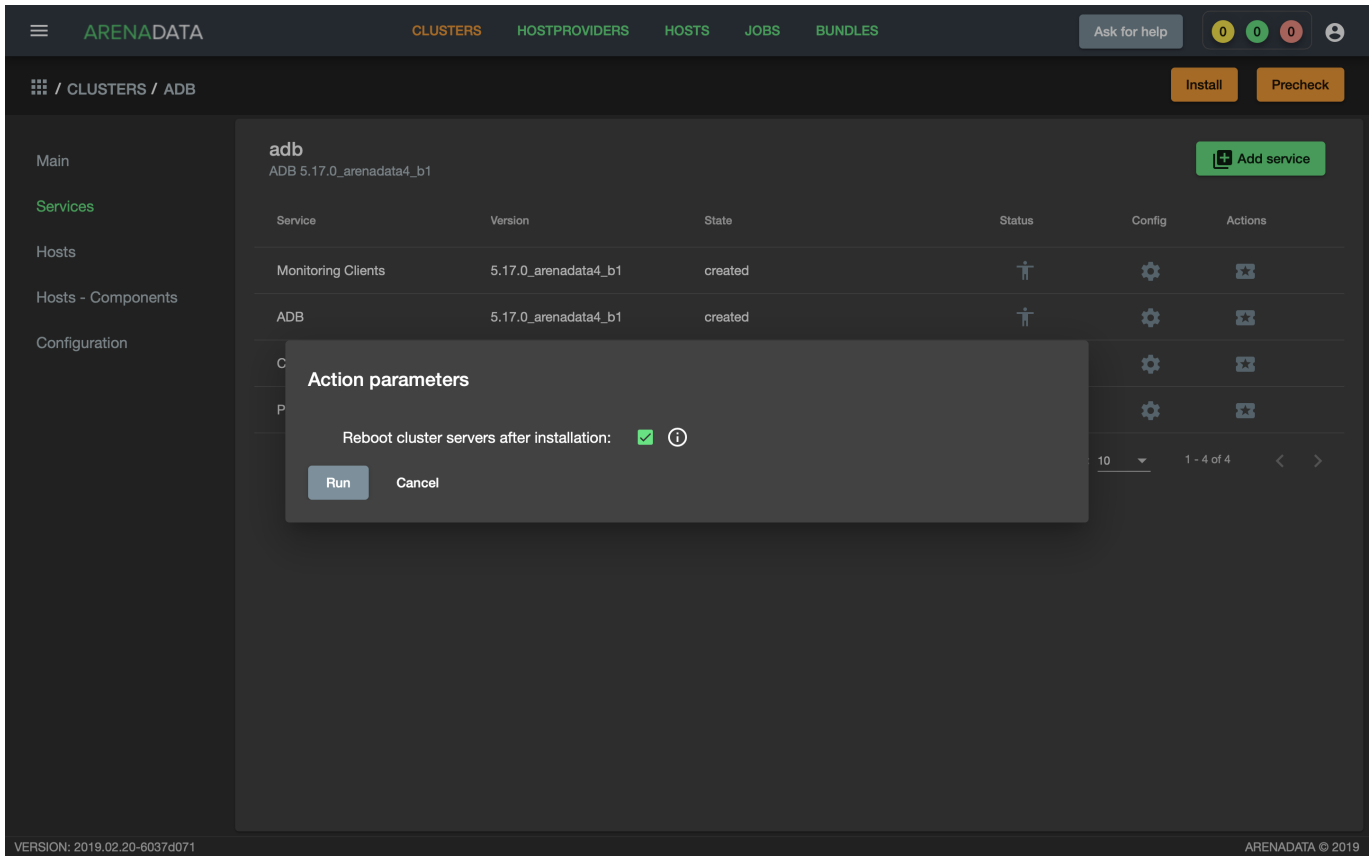 ARENADATA CLUSTERS HOSTPROVIDERS HOSTS JOBS BUNDLES Ask for help 0 0 0
/ CLUSTERS / ADB Install Precheck
Main
Services
Hosts
Hosts - Components
Configuration
adb
ADB 5.17.0_arenadata4_b1
Add service
Service Version State Status Config Actions
Monitoring Clients 5.17.0_arenadata4_b1 created
ADB 5.17.0_arenadata4_b1 created
C
P
Action parameters
Reboot cluster servers after installation:
Run Cancel
: 10 1 - 4 of 4
VERSION: 2019.02.20-6037d071 ARENADATA © 2019